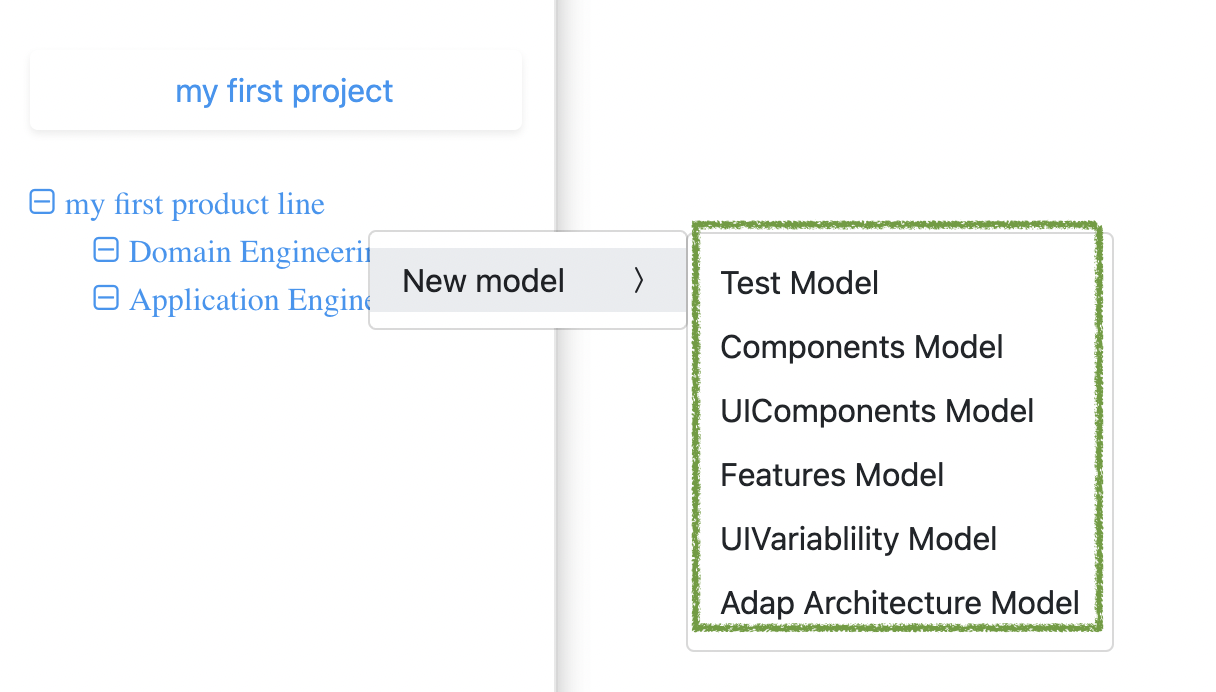 my first project
my first product line
Domain Engineerin
Application Engine
New model
Test Model
Components Model
UIComponents Model
Features Model
UIVariablility Model
Adap Architecture Model